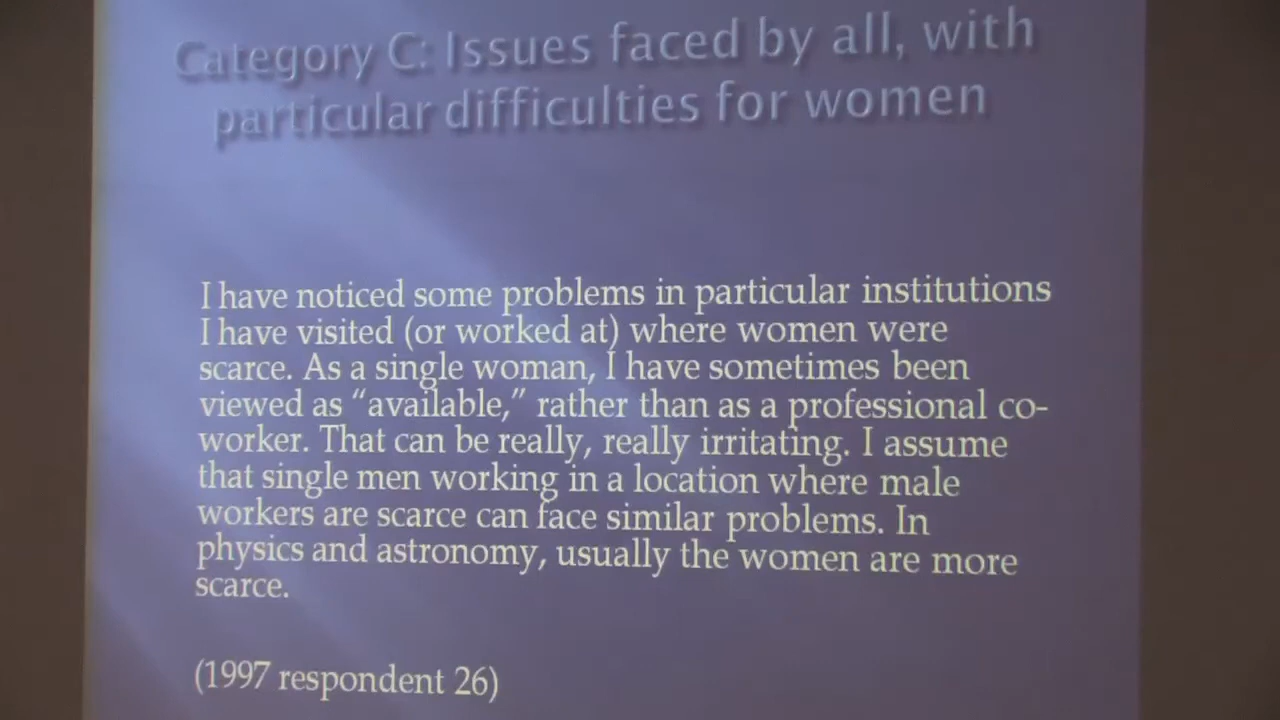 Category C: Issues faced by all, with
particular difficulties for women
I have noticed some problems in particular institutions
I have visited (or worked at) where women were
scarce. As a single woman, I have sometimes been
viewed as “available,” rather than as a professional co-
worker. That can be really, really irritating. I assume
that single men working in a location where male
workers are scarce can face similar problems. In
physics and astronomy, usually the women are more
scarce.
(1997 respondent 26)